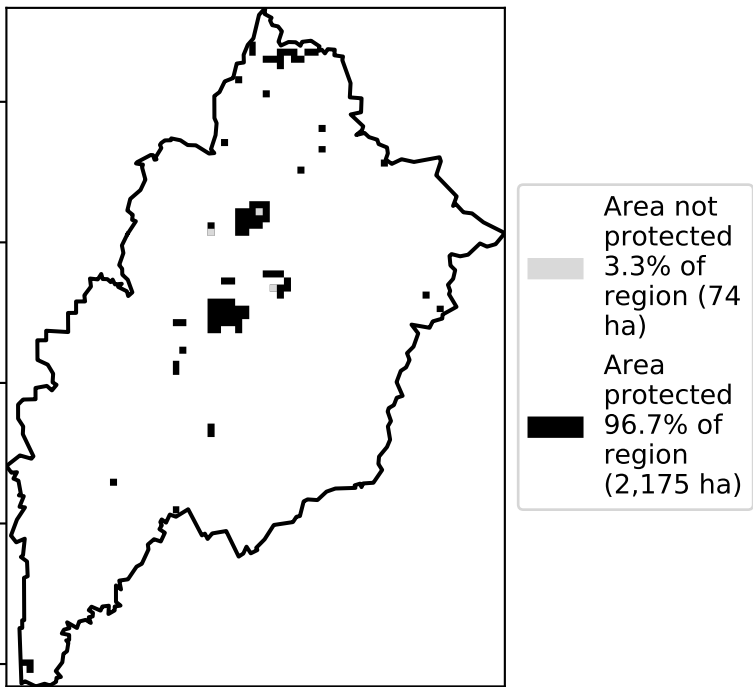 Area not
protected
3.3% of
region (74
ha)
Area
protected
96.7% of
region
(2,175 ha)